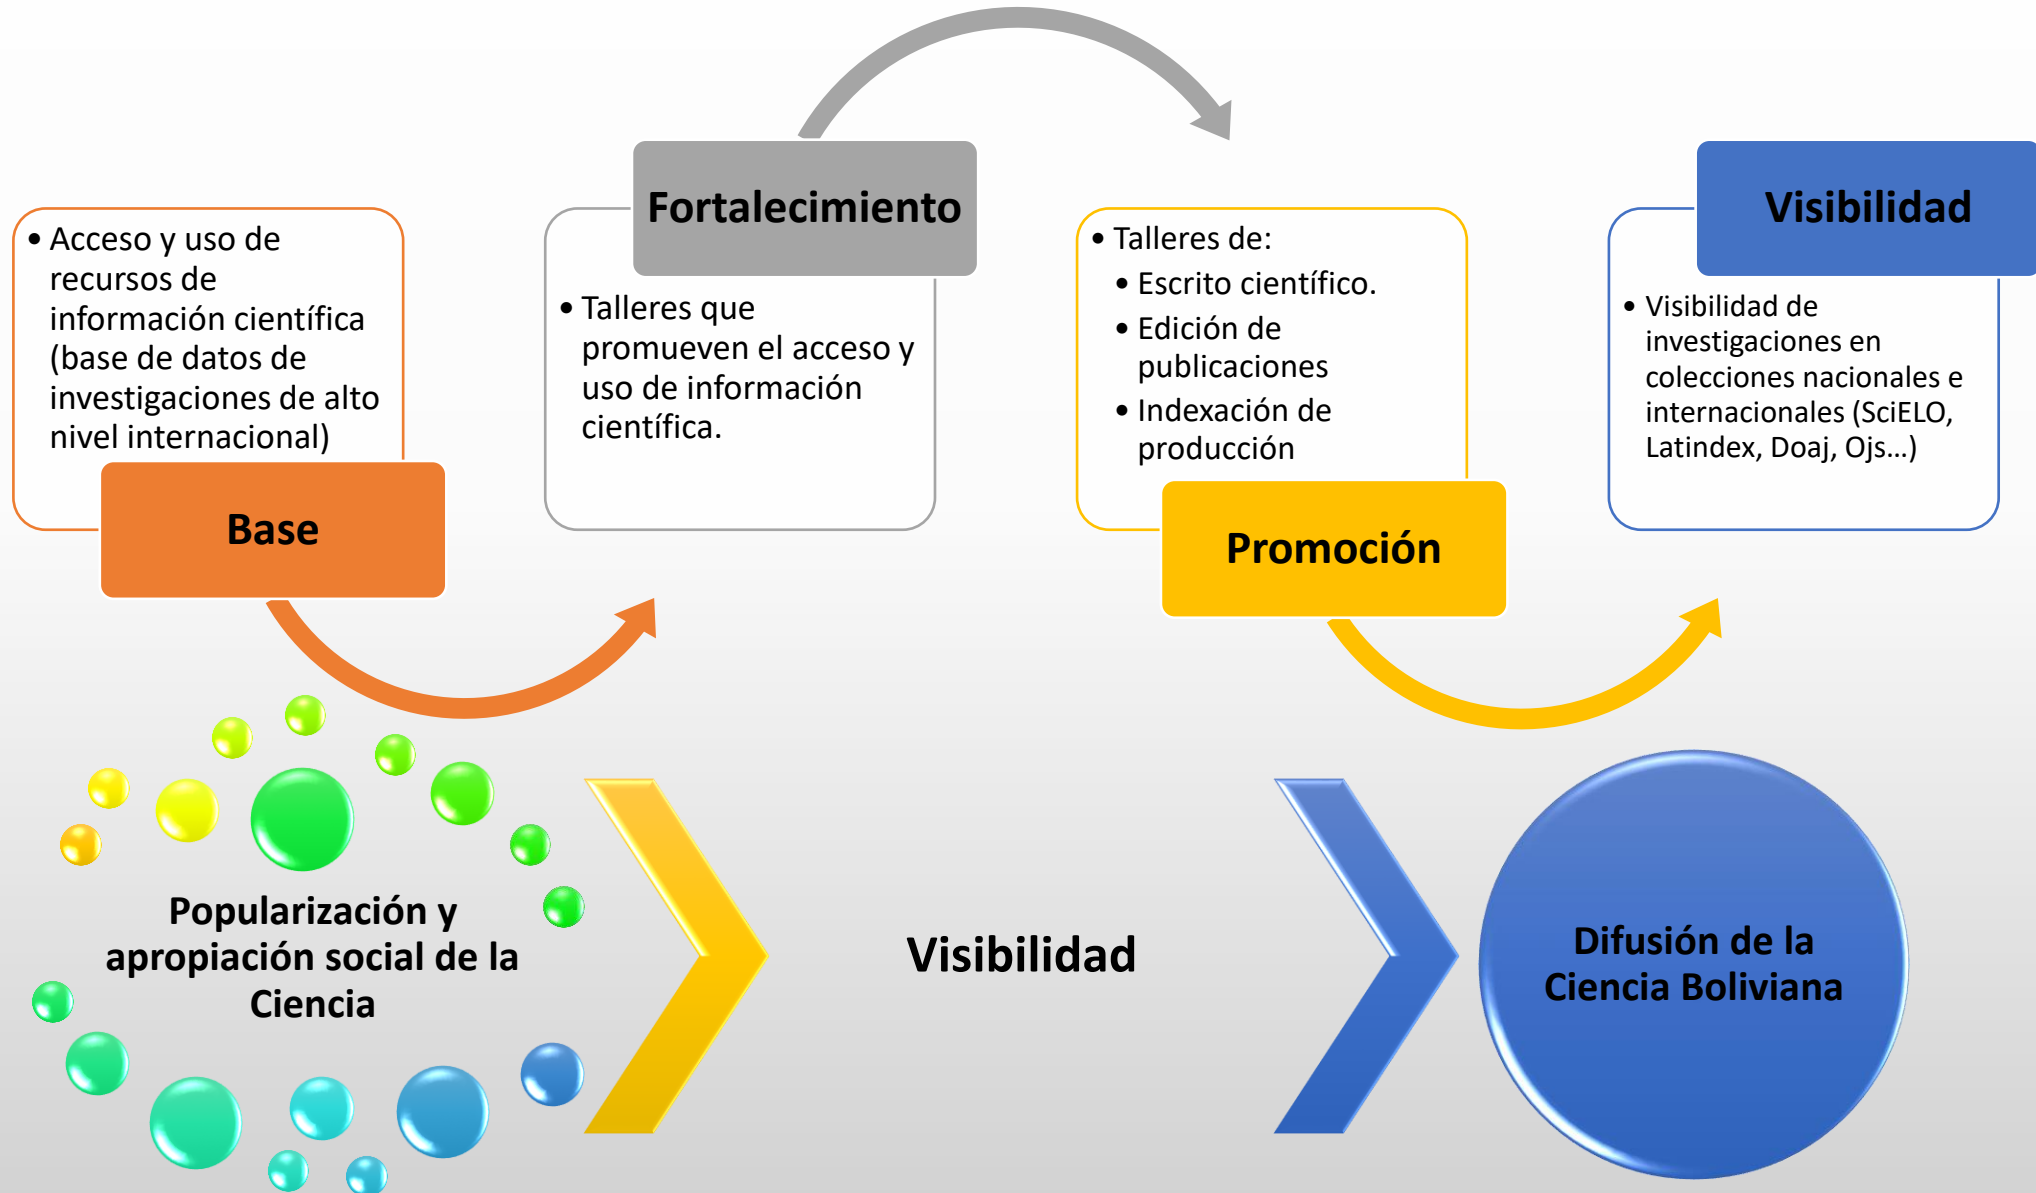 • Acceso y uso de
recursos de
información científica
(base de datos de
investigaciones de alto
nivel internacional)
Base
Fortalecimiento
• Talleres que
promueven el acceso y
uso de información
científica.
• Talleres de:
• Escrito científico.
• Edición de
publicaciones
• Indexación de
producción
Promoción
Visibilidad
• Visibilidad de
investigaciones en
colecciones nacionales e
internacionales (SciELO,
Latindex, Doaj, Ojs...)
Popularización y
apropiación social de la
Ciencia
Visibilidad
Difusión de la
Ciencia Boliviana